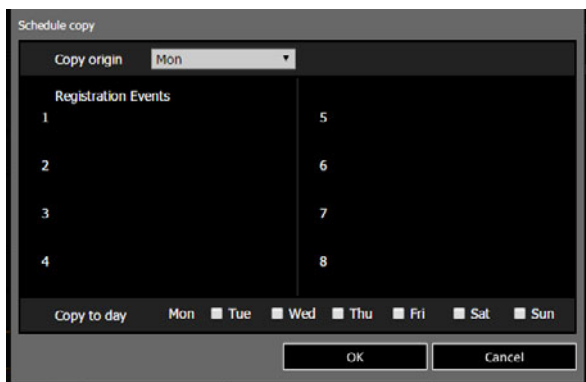 Schedule copy
Copy origin Mon
Registration Events
1 5
2 6
3 7
4 8
Copy to day Mon Tue Wed Thu Fri Sat Sun
OK Cancel